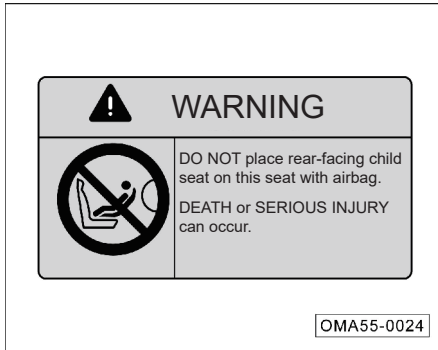 WARNING
DO NOT place rear-facing child
seat on this seat with airbag.
DEATH or SERIOUS INJURY
can occur.
OMA55-0024